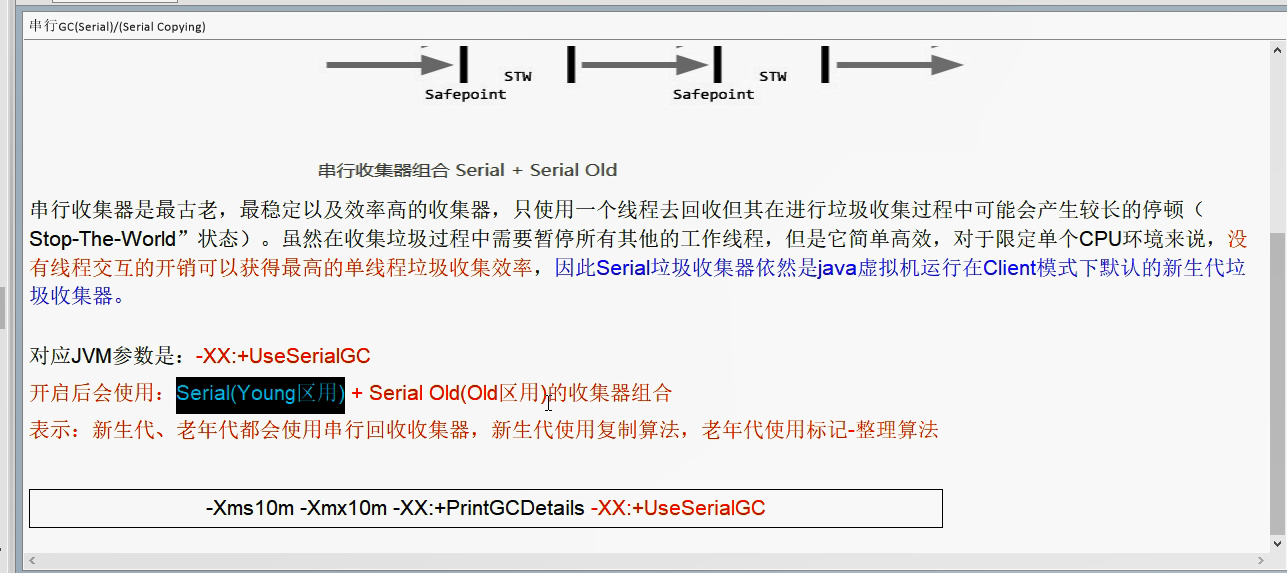 串行GC(Serial)/(Serial Copying)
STW STW
Safepoint Safepoint
串行收集器组合 Serial + Serial Old
串行收集器是最古老，最稳定以及效率高的收集器，只使用一个线程去回收但其在进行垃圾收集过程中可能会产生较长的停顿（
Stop-The-World”状态）。虽然在收集垃圾过程中需要暂停所有其他的工作线程，但是它简单高效，对于限定单个CPU环境来说，没
有线程交互的开销可以获得最高的单线程垃圾收集效率，因此Serial垃圾收集器依然是java虚拟机运行在Client模式下默认的新生代垃
圾收集器。
对应JVM参数是：-XX:+UseSerialGC
开启后会使用：Serial(Young区用) + Serial Old(Old区用)的收集器组合
表示：新生代、老年代都会使用串行回收收集器，新生代使用复制算法，老年代使用标记-整理算法
-Xms10m -Xmx10m -XX:+PrintGCDetails -XX:+UseSerialGC